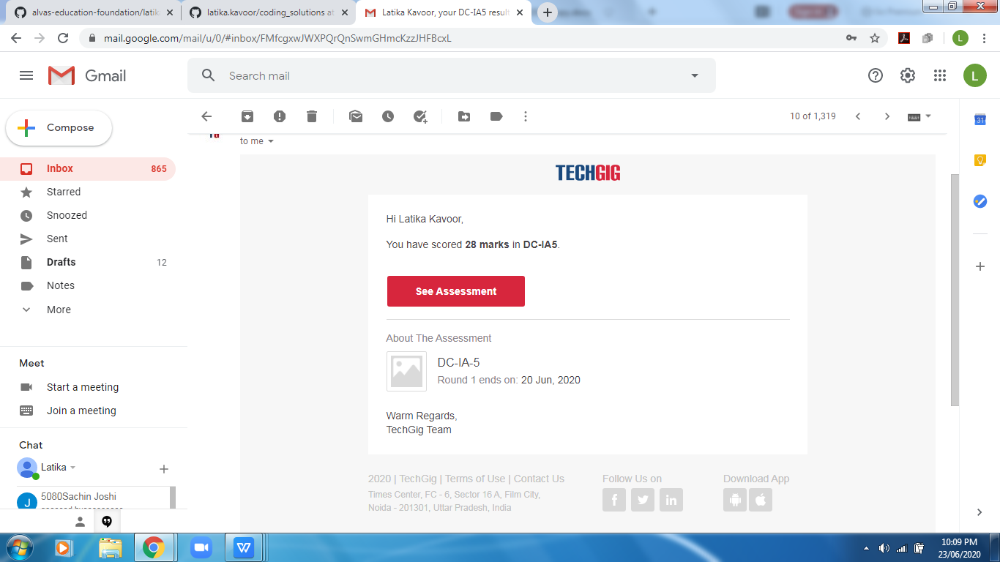 alvas-education-foundation/latik
latika.kavoor/coding_solutions at
Latika Kavoor, your DC-IA5 result
mail.google.com/mail/u/0/#inbox/FMfcgxwJWXPQrQnSwmGHmcKzzJHFBcxL
L
Gmail
Search mail
L
Compose
10 of 1,319
31
Inbox 865
Starred
Snoozed
Sent
Drafts 12
Notes
More
Meet
Start a meeting
Join a meeting
Chat
Latika
J
5080Sachin Joshi
to me
TECHGIG
Hi Latika Kavoor,
You have scored 28 marks in DC-IA5.
See Assessment
About The Assessment
DC-IA-5
Round 1 ends on: 20 Jun, 2020
Warm Regards,
TechGig Team
2020 | TechGig | Terms of Use | Contact Us
Times Center, FC - 6, Sector 16 A, Film City,
Noida - 201301, Uttar Pradesh, India
Follow Us on
Download App
10:09 PM
23/06/2020